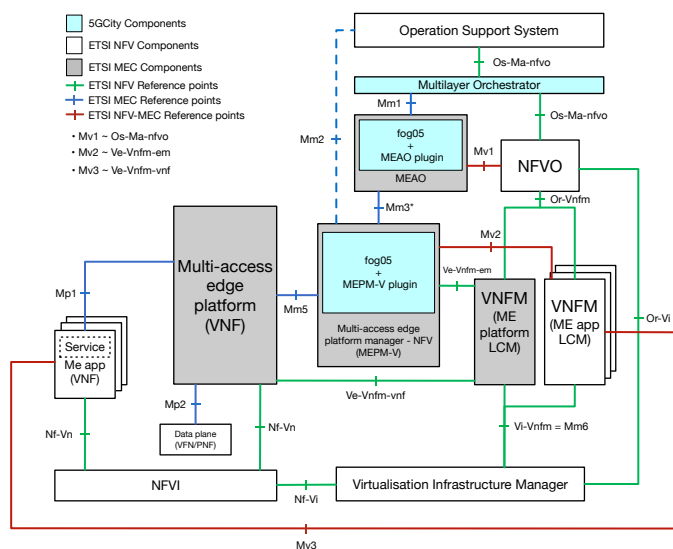 5GCity Components
ETSI NFV Components
ETSI MEC Components
ETSI NFV Reference points
ETSI MEC Reference points
ETSI NFV-MEC Reference points
• Mv1 ~ Os-Ma-nfvo
• Mv2 ~ Ve-Vnfm-em
• Mv3 ~ Ve-Vnfm-vnf
Operation Support System
Os-Ma-nfvo
Multilayer Orchestrator
Mm1
Os-Ma-nfvo
Mm2
fog05
+
MEAO plugin
MEAO
Mv1
NFVO
Mm3*
Or-Vnfm
Multi-access
edge
platform
(VNF)
fog05
+
MEPM-V plugin
Multi-access edge
platform manager - NFV
(MEPM-V)
Mv2
Ve-Vnfm-em
VNFM
(ME
platform
LCM)
VNFM
(ME app
LCM)
Mp1
Mm5
Or-Vi
Service
Me app
(VNF)
Mp2
Ve-Vnfm-vnf
Data plane
(VFN/PNF)
Nf-Vn
Nf-Vn
Vi-Vnfm = Mm6
NFVI
Nf-Vi
Virtualisation Infrastructure Manager
Mv3